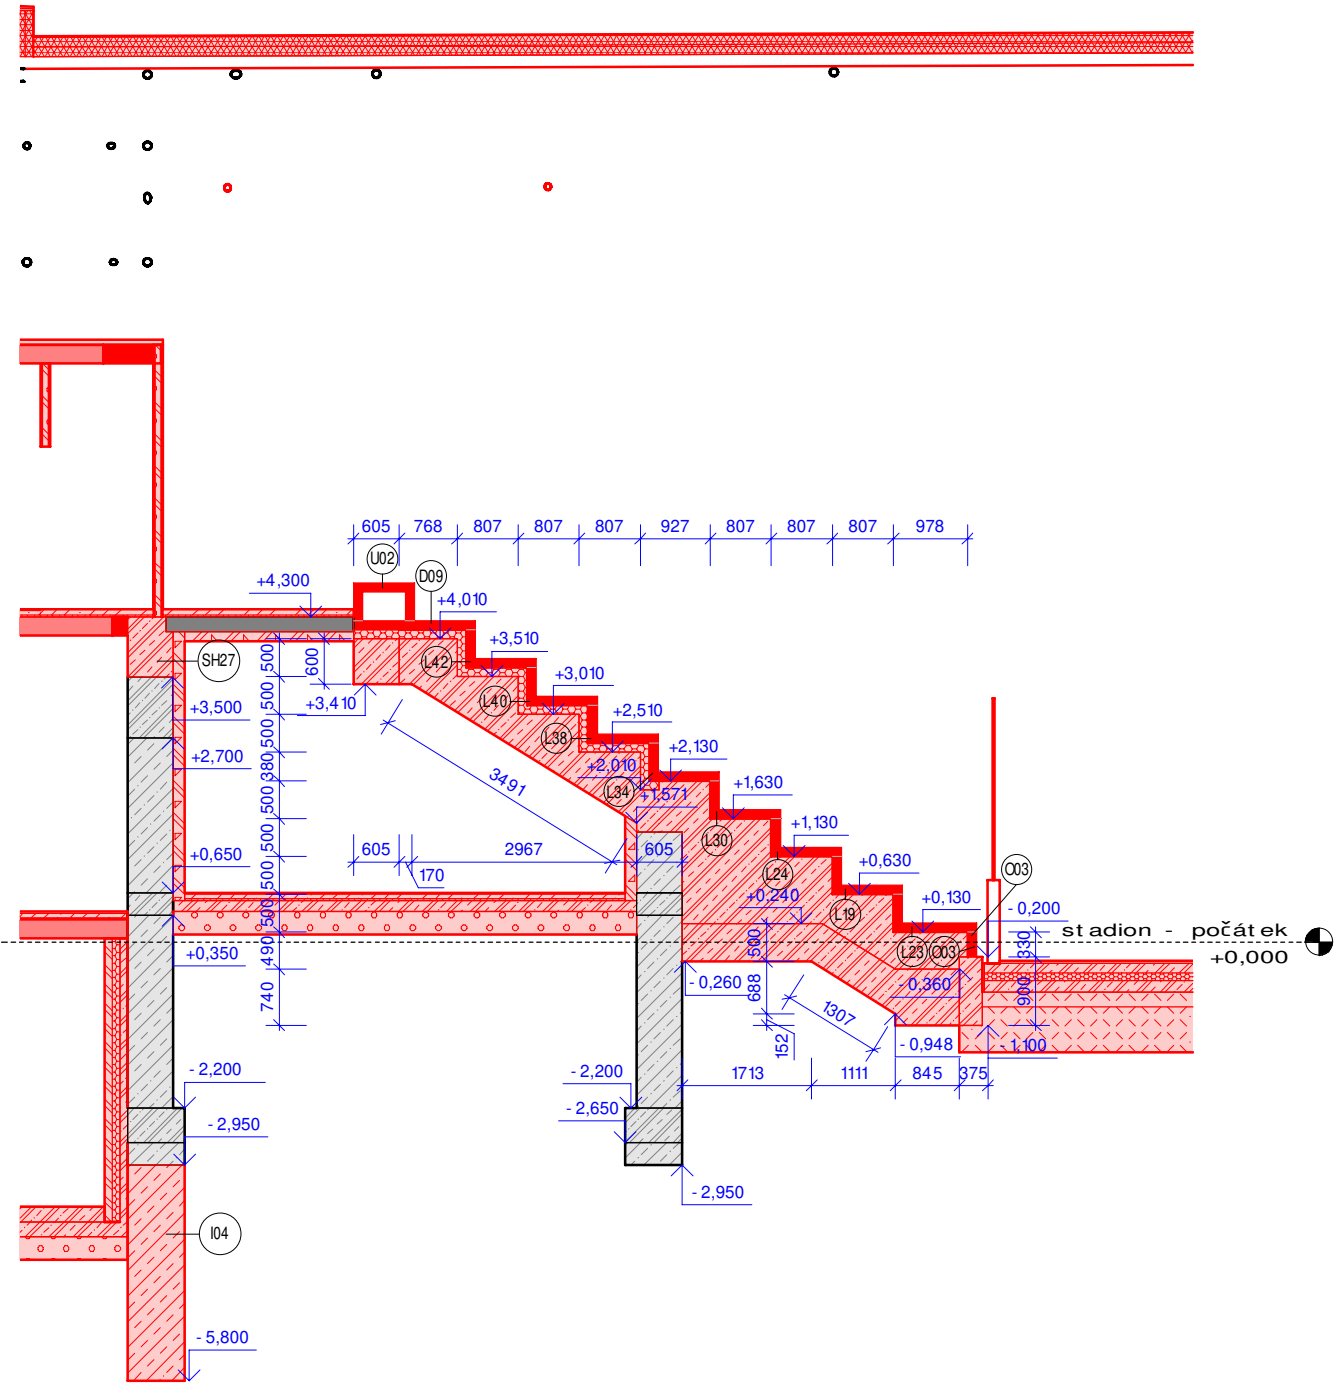 605 768 807 807 807 927 807 807 807 978
U02
D09
+4,300
+4,010
+3,510
SH27
500
600
L42
+3,010
500
L40
+3,410
+3,500
+2,510
500
L38
+2,130
+2,700
380
+2,010
3491
L34
+1,630
500
+1,571
+1,130
500
L30
605 2967 605
+0,650
L24
170
+0,630
O03
500
+0,240
+0,130
L19
- 0,200
500
stadion - počátek
+0,350
490
500
L23
O03
330
+0,000
- 0,260
- 0,360
740
688
900
1307
152
- 0,948
- 1,100
- 2,200
- 2,200
1713 1111 845 375
- 2,650
- 2,950
- 2,950
I04
- 5,800